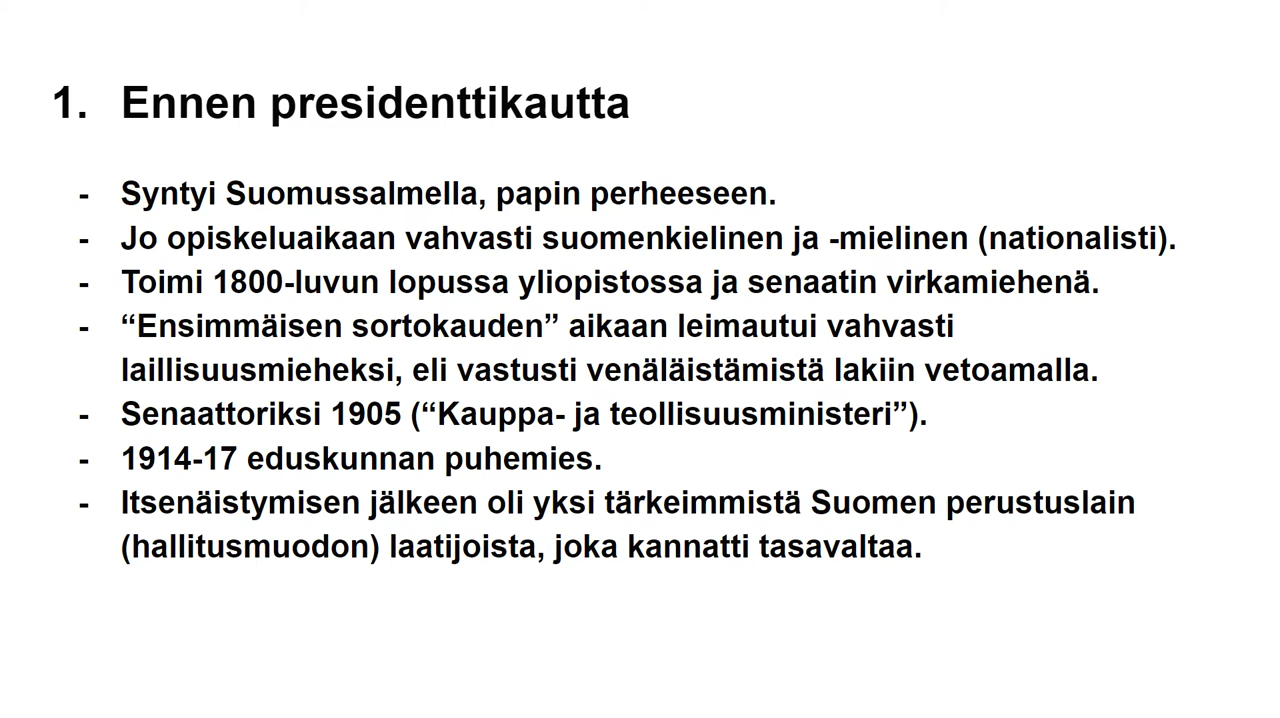 1. Ennen presidenttikautta
- Syntyi Suomussalmella, papin perheeseen.
- Jo opiskeluaikaan vahvasti suomenkielinen ja -mielinen (nationalisti).
- Toimi 1800-luvun lopussa yliopistossa ja senaatin virkamiehenä.
- “Ensimmäisen sortokauden” aikaan leimautui vahvasti
laillisuusmieheksi, eli vastusti venäläistämistä lakiin vetoamalla.
- Senaattoriksi 1905 (“Kauppa- ja teollisuusministeri”).
- 1914-17 eduskunnan puhemies.
- Itsenäistymisen jälkeen oli yksi tärkeimmistä Suomen perustuslain
(hallitusmuodon) laatijoista, joka kannatti tasavaltaa.